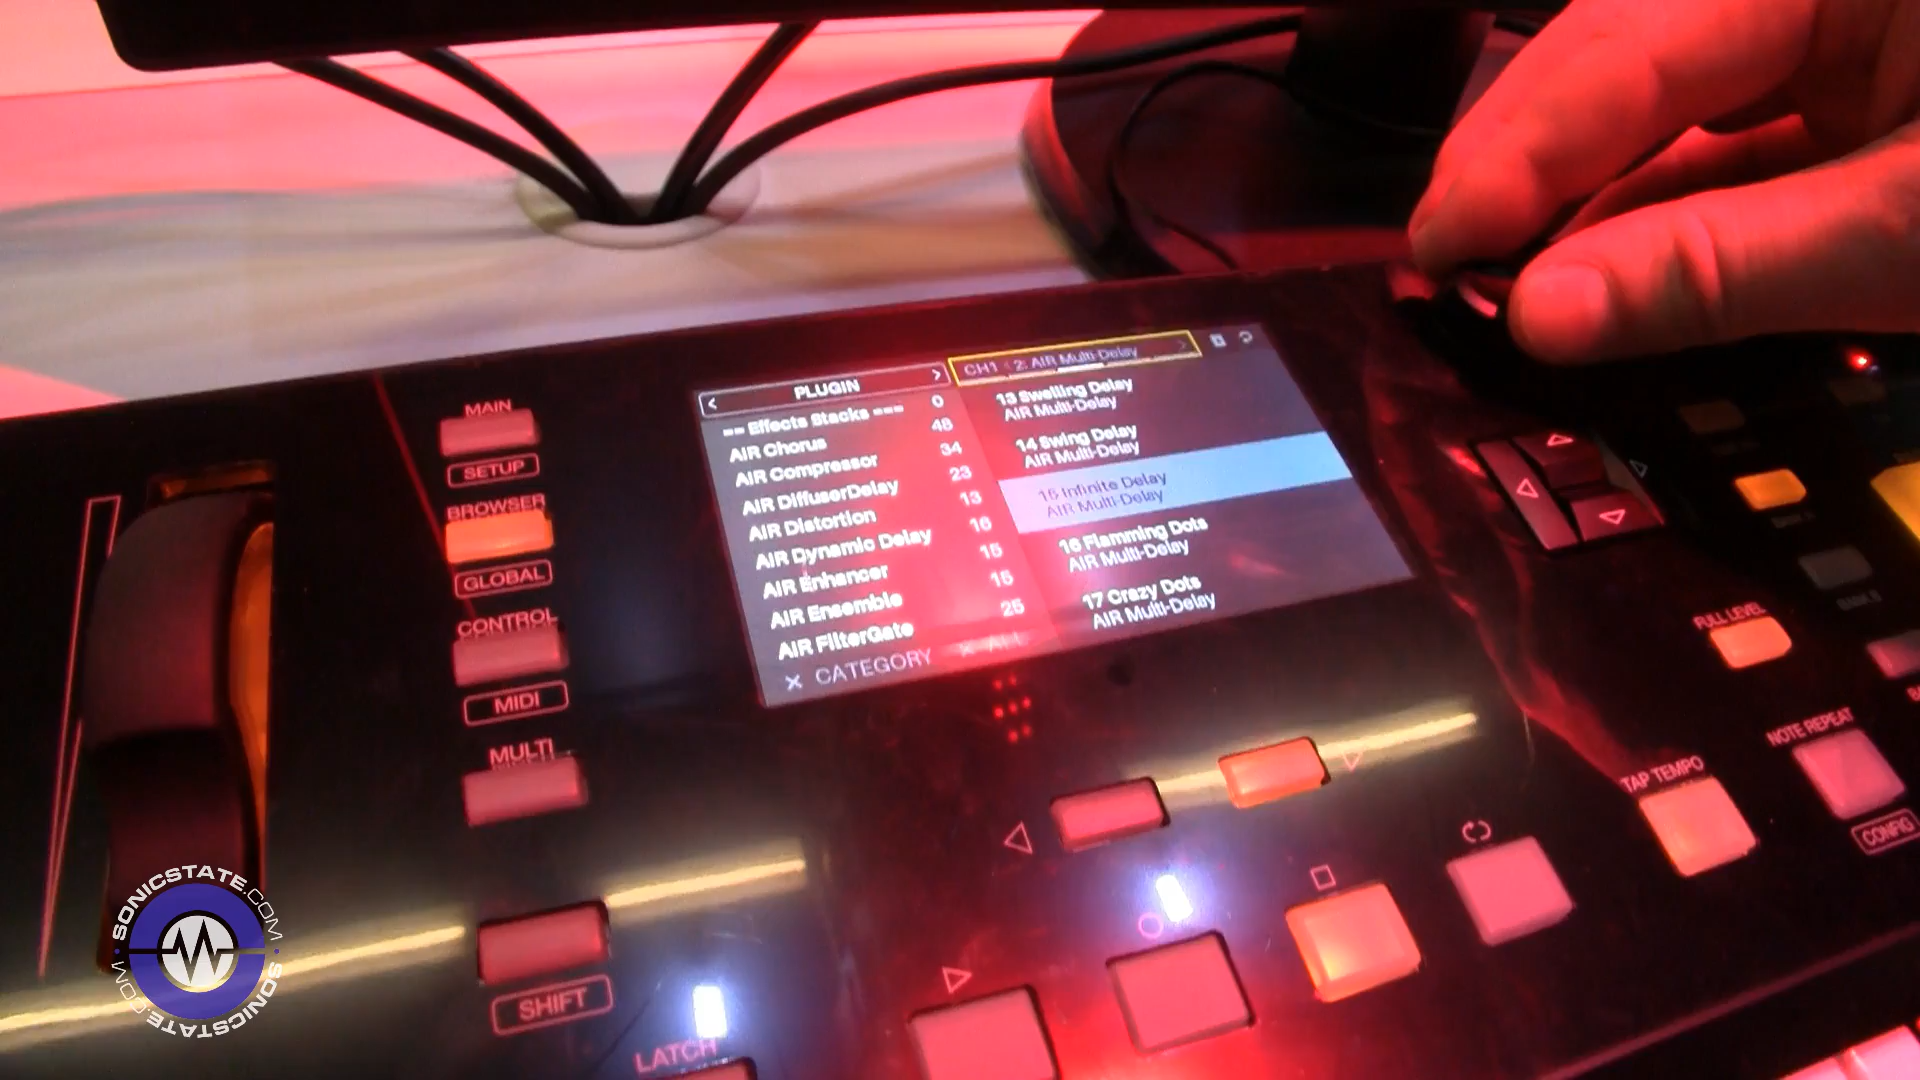 MAIN
SETUP
BROWSER
GLOBAL
CONTROL
MIDI
MULTI
SHIFT
LATCH
< PLUGIN >
== Effects Stacks === 0
AIR Chorus 48
AIR Compressor 34
AIR DiffuserDelay 23
AIR Distortion 13
AIR Dynamic Delay 16
AIR Enhancer 15
AIR Ensemble 15
AIR FilterGate 25
X CATEGORY X ALL
CH1 < 2: AIR Multi-Delay >
13 Swelling Delay
AIR Multi-Delay
14 Swing Delay
AIR Multi-Delay
15 Infinite Delay
AIR Multi-Delay
16 Flamming Dots
AIR Multi-Delay
17 Crazy Dots
AIR Multi-Delay
FULL LEVEL
NOTE REPEAT
TAP TEMPO
CONFIG
SONICSTATE.COM
SONICSTATE.COM